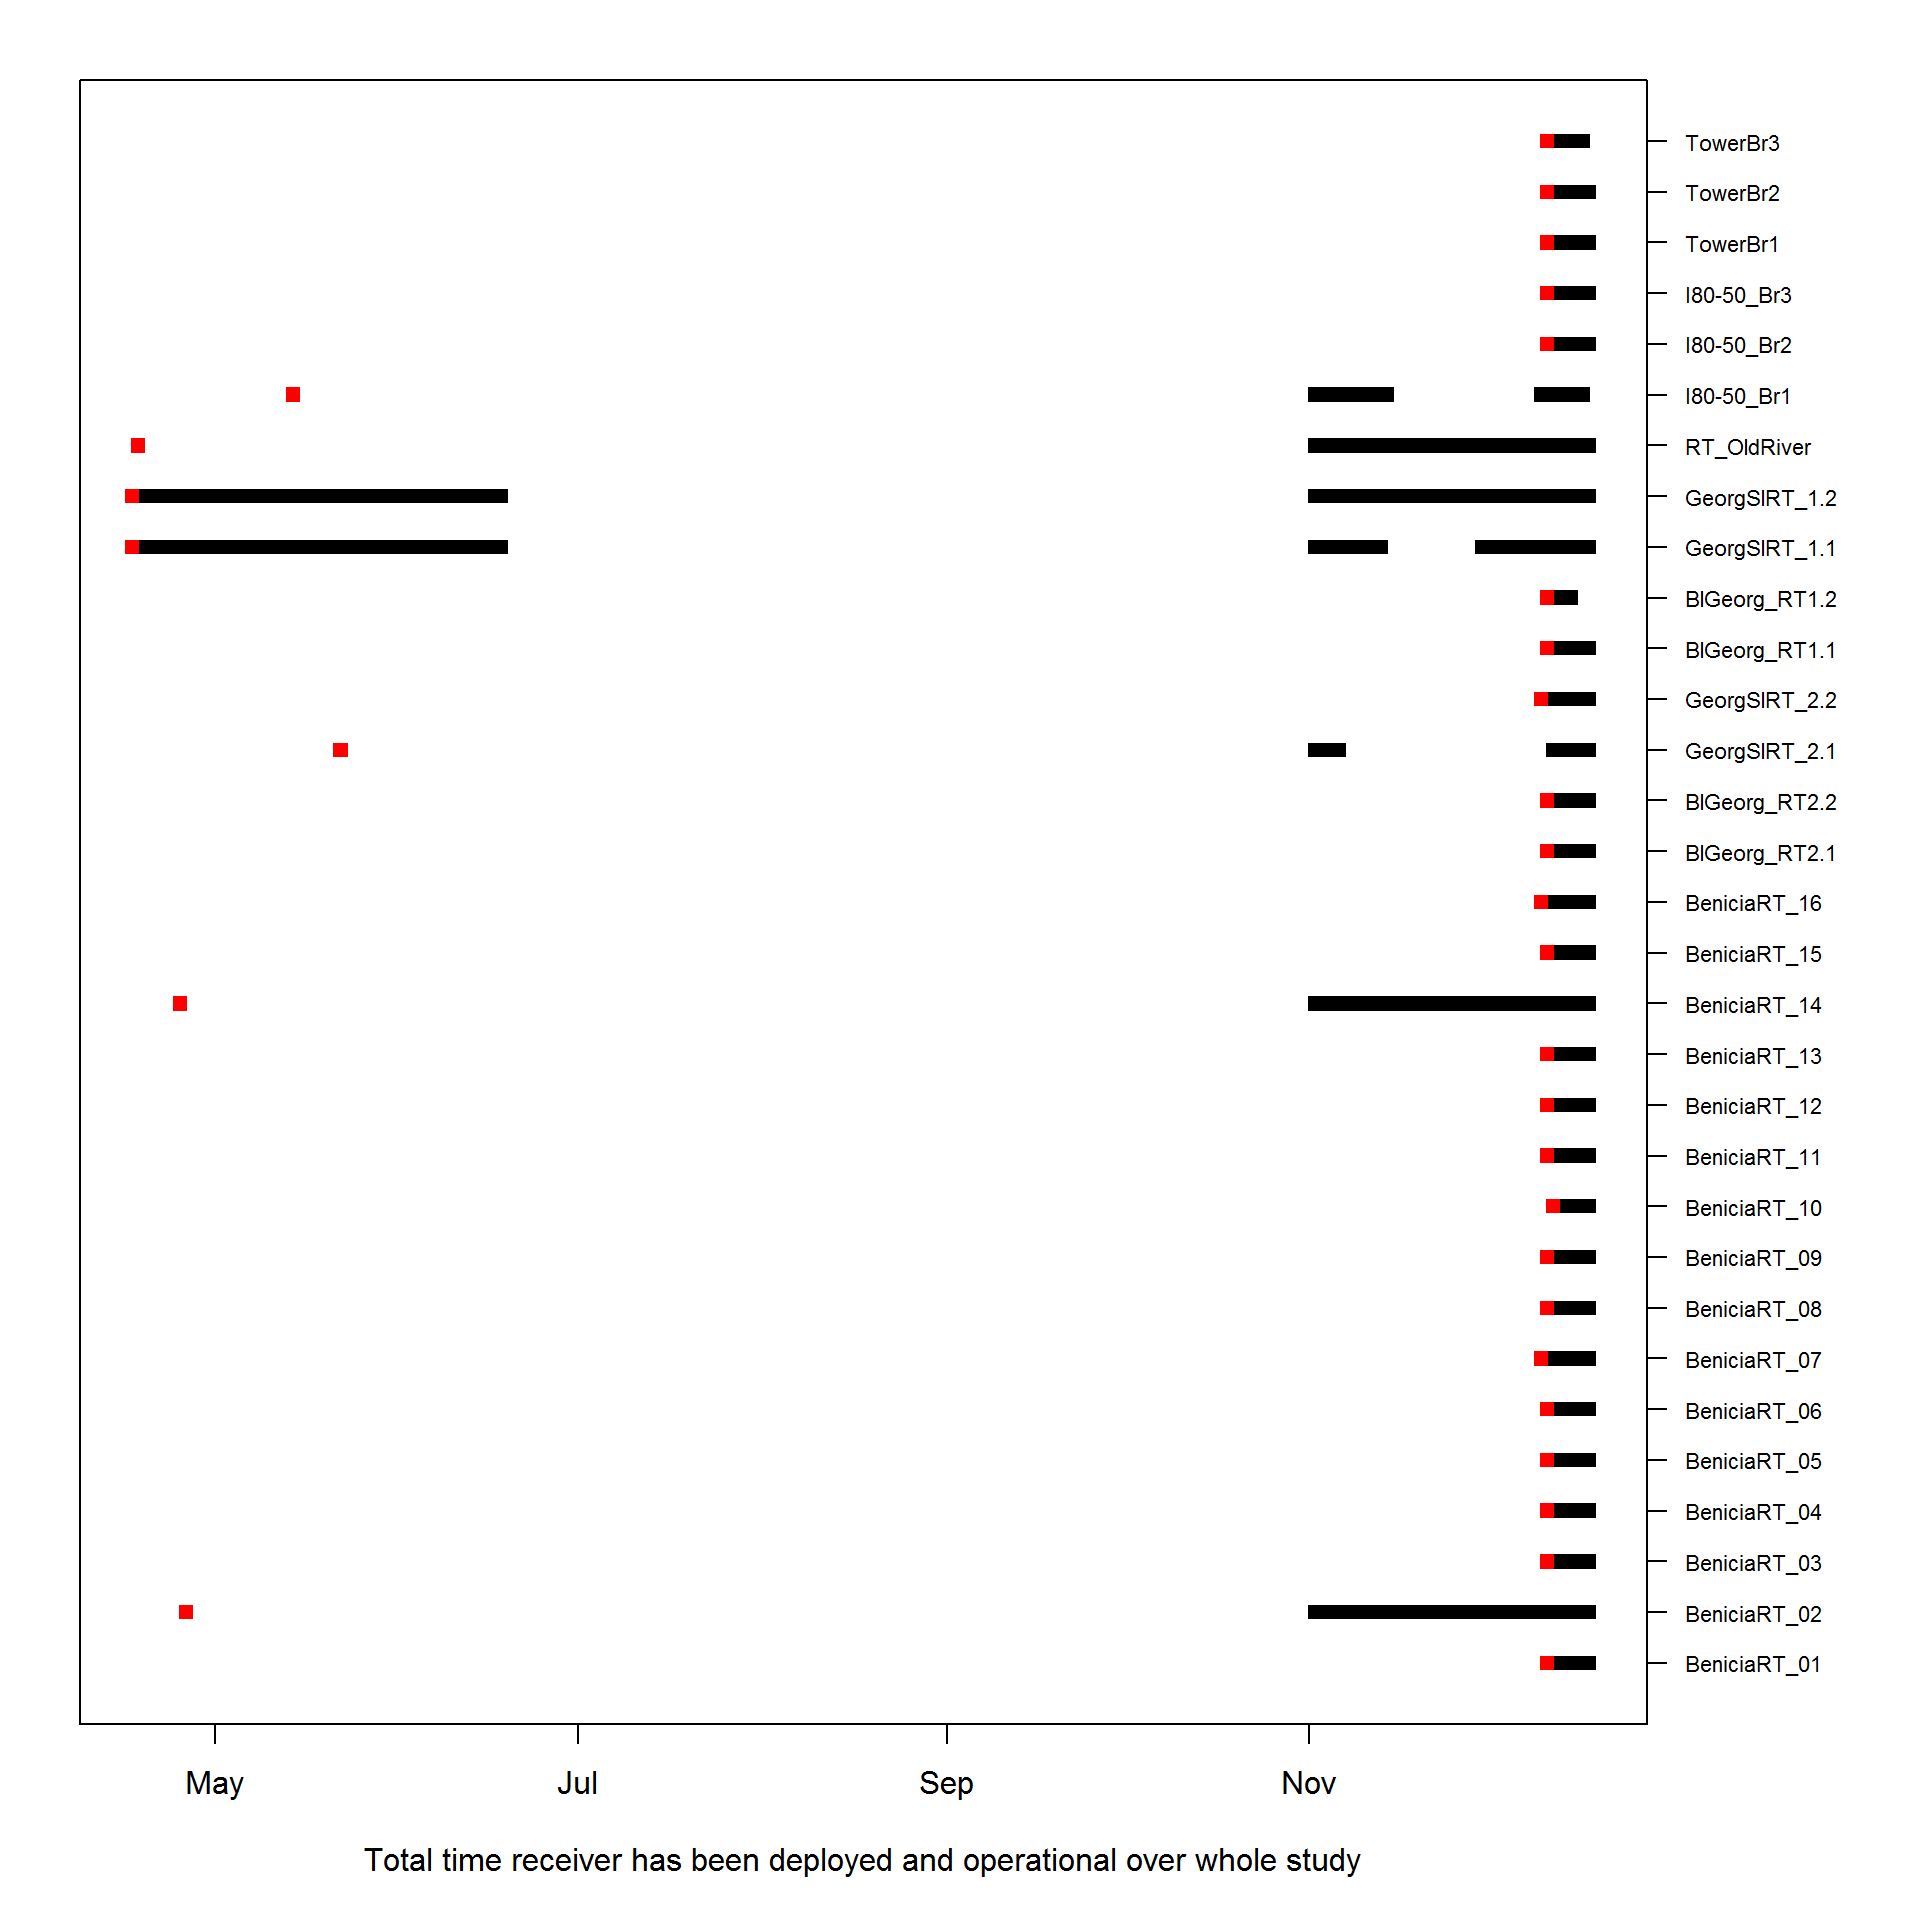 TowerBr3
TowerBr2
TowerBr1
I80-50_Br3
I80-50_Br2
I80-50_Br1
RT_OldRiver
GeorgSlRT_1.2
GeorgSlRT_1.1
BlGeorg_RT1.2
BlGeorg_RT1.1
GeorgSlRT_2.2
GeorgSlRT_2.1
BlGeorg_RT2.2
BlGeorg_RT2.1
BeniciaRT_16
BeniciaRT_15
BeniciaRT_14
BeniciaRT_13
BeniciaRT_12
BeniciaRT_11
BeniciaRT_10
BeniciaRT_09
BeniciaRT_08
BeniciaRT_07
BeniciaRT_06
BeniciaRT_05
BeniciaRT_04
BeniciaRT_03
BeniciaRT_02
BeniciaRT_01
May Jul Sep Nov
Total time receiver has been deployed and operational over whole study